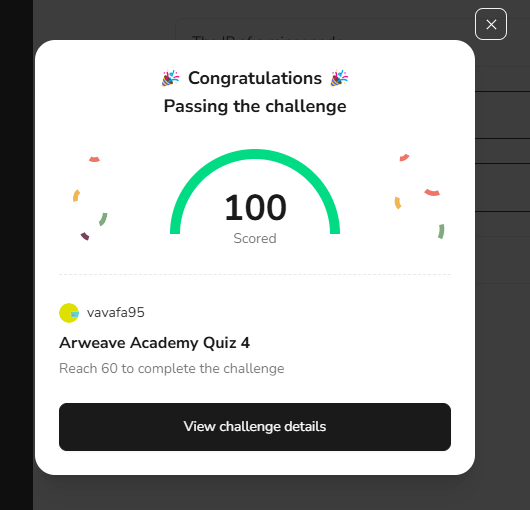 🎉 Congratulations 🎉
Passing the challenge
100
Scored
vavafa95
Arweave Academy Quiz 4
Reach 60 to complete the challenge
View challenge details